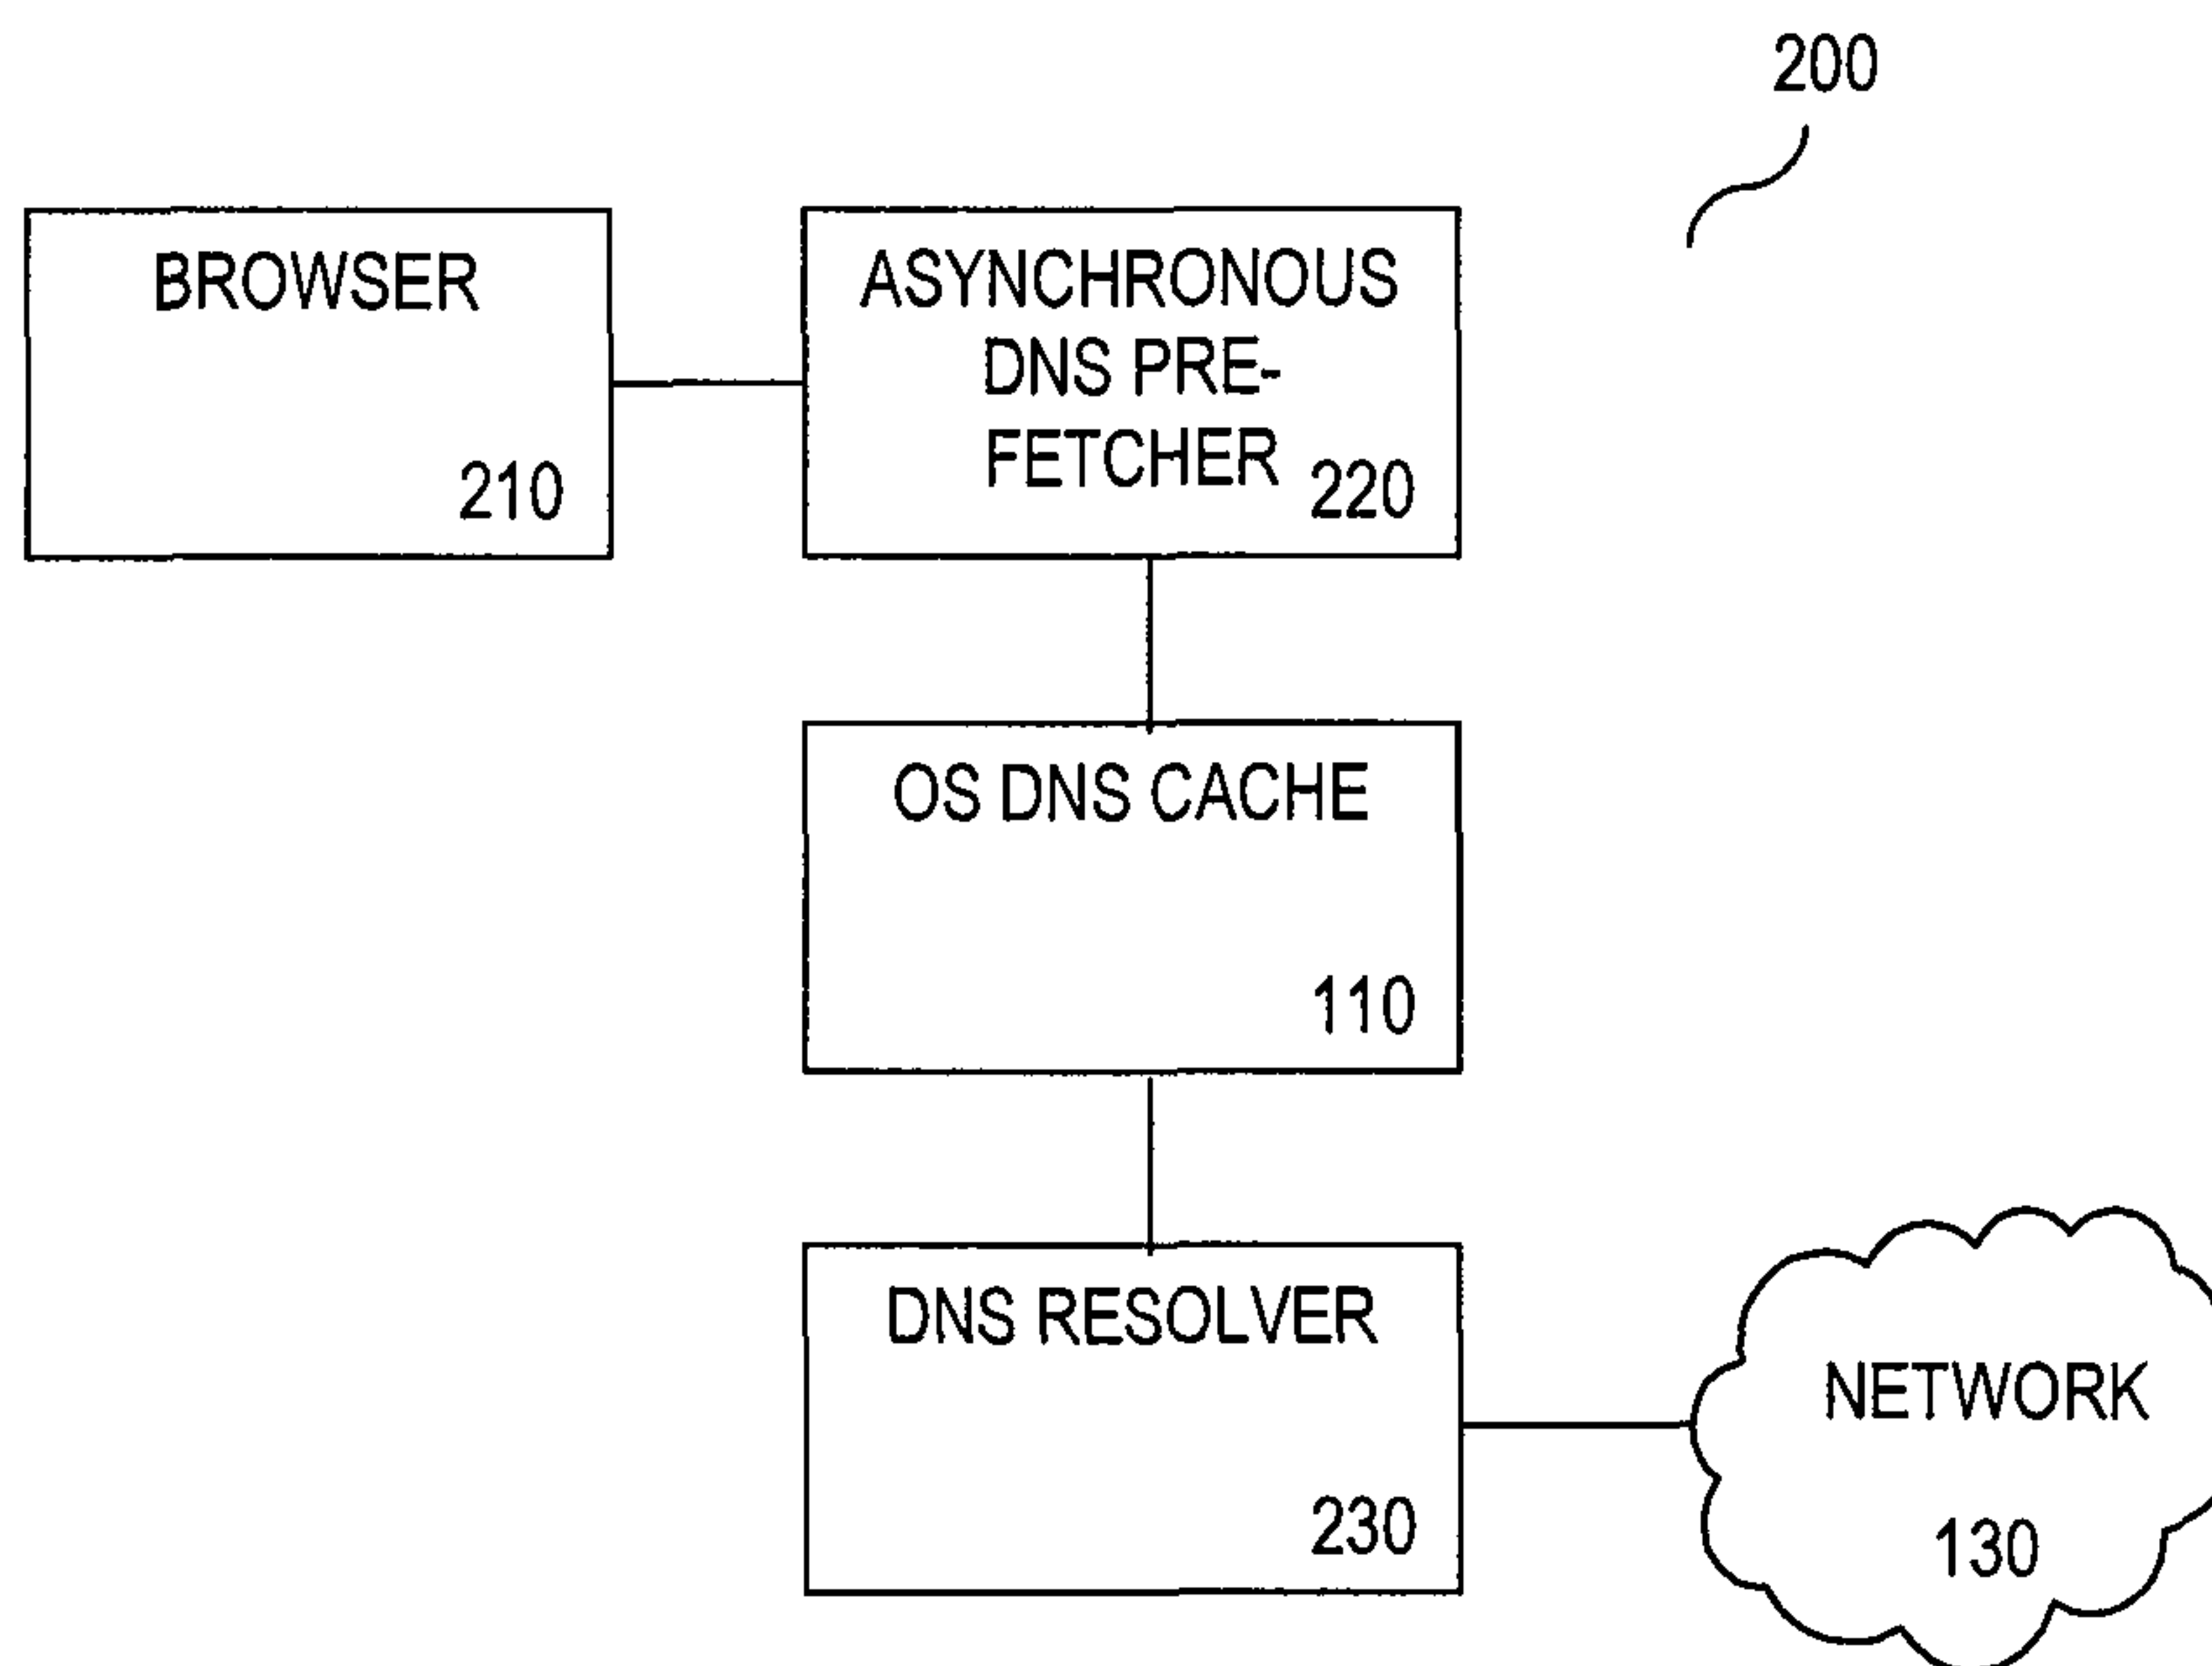 200
BROWSER
210
ASYNCHRONOUS
DNS PRE-
FETCHER
220
OS DNS CACHE
110
DNS RESOLVER
230
NETWORK
130